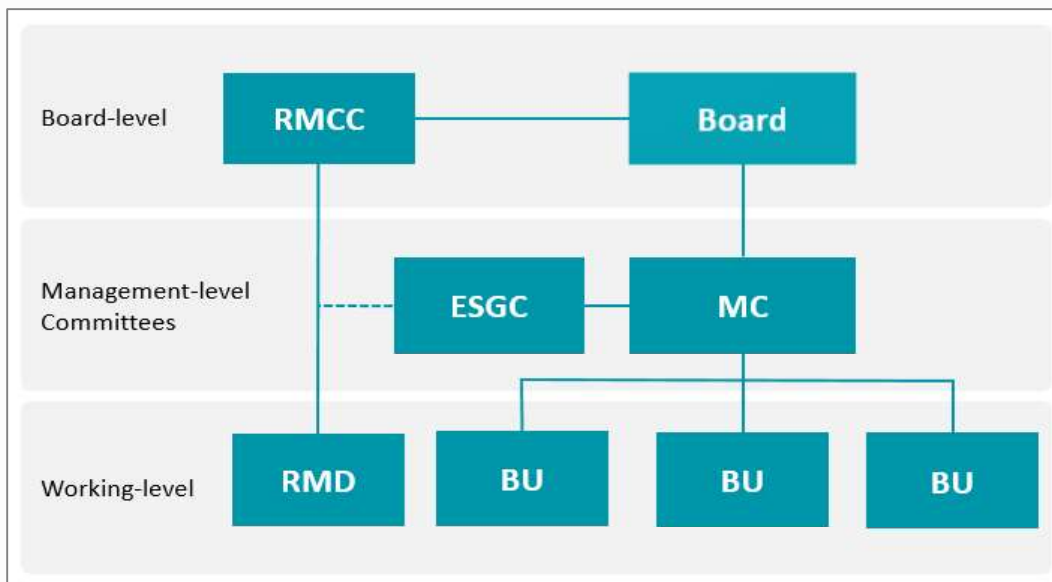 Board-level
RMCC
Board
Management-level
Committees
ESGC
MC
Working-level
RMD
BU
BU
BU